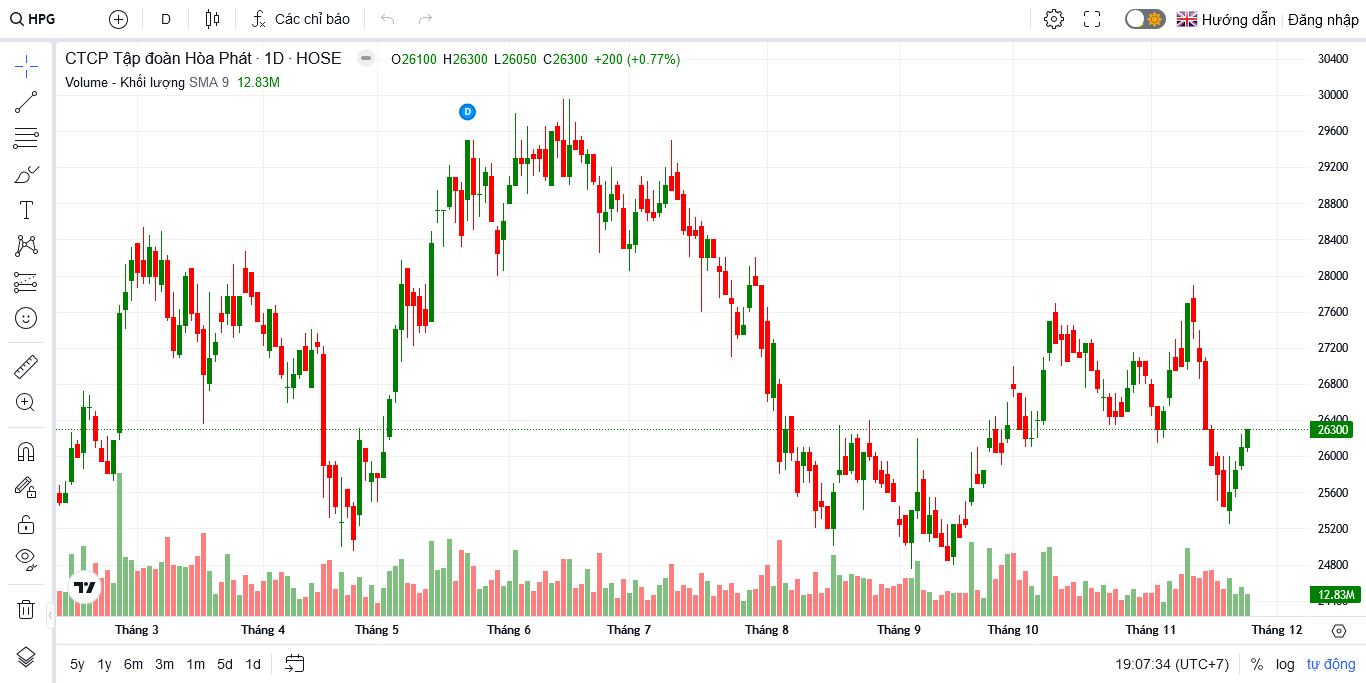 HPG
D
Các chỉ báo
Hướng dẫn
Đăng nhập
CTCP Tập đoàn Hòa Phát · 1D · HOSE
O26100 H26300 L26050 C26300 +200 (+0.77%)
Volume - Khối lượng SMA 9 12.83M
D
30400
30000
29600
29200
28800
28400
28000
27600
27200
26800
26400
26300
26000
25600
25200
24800
12.83M
24400
Tháng 3
Tháng 4
Tháng 5
Tháng 6
Tháng 7
Tháng 8
Tháng 9
Tháng 10
Tháng 11
Tháng 12
5y 1y 6m 3m 1m 5d 1d
19:07:34 (UTC+7)
% log tự động